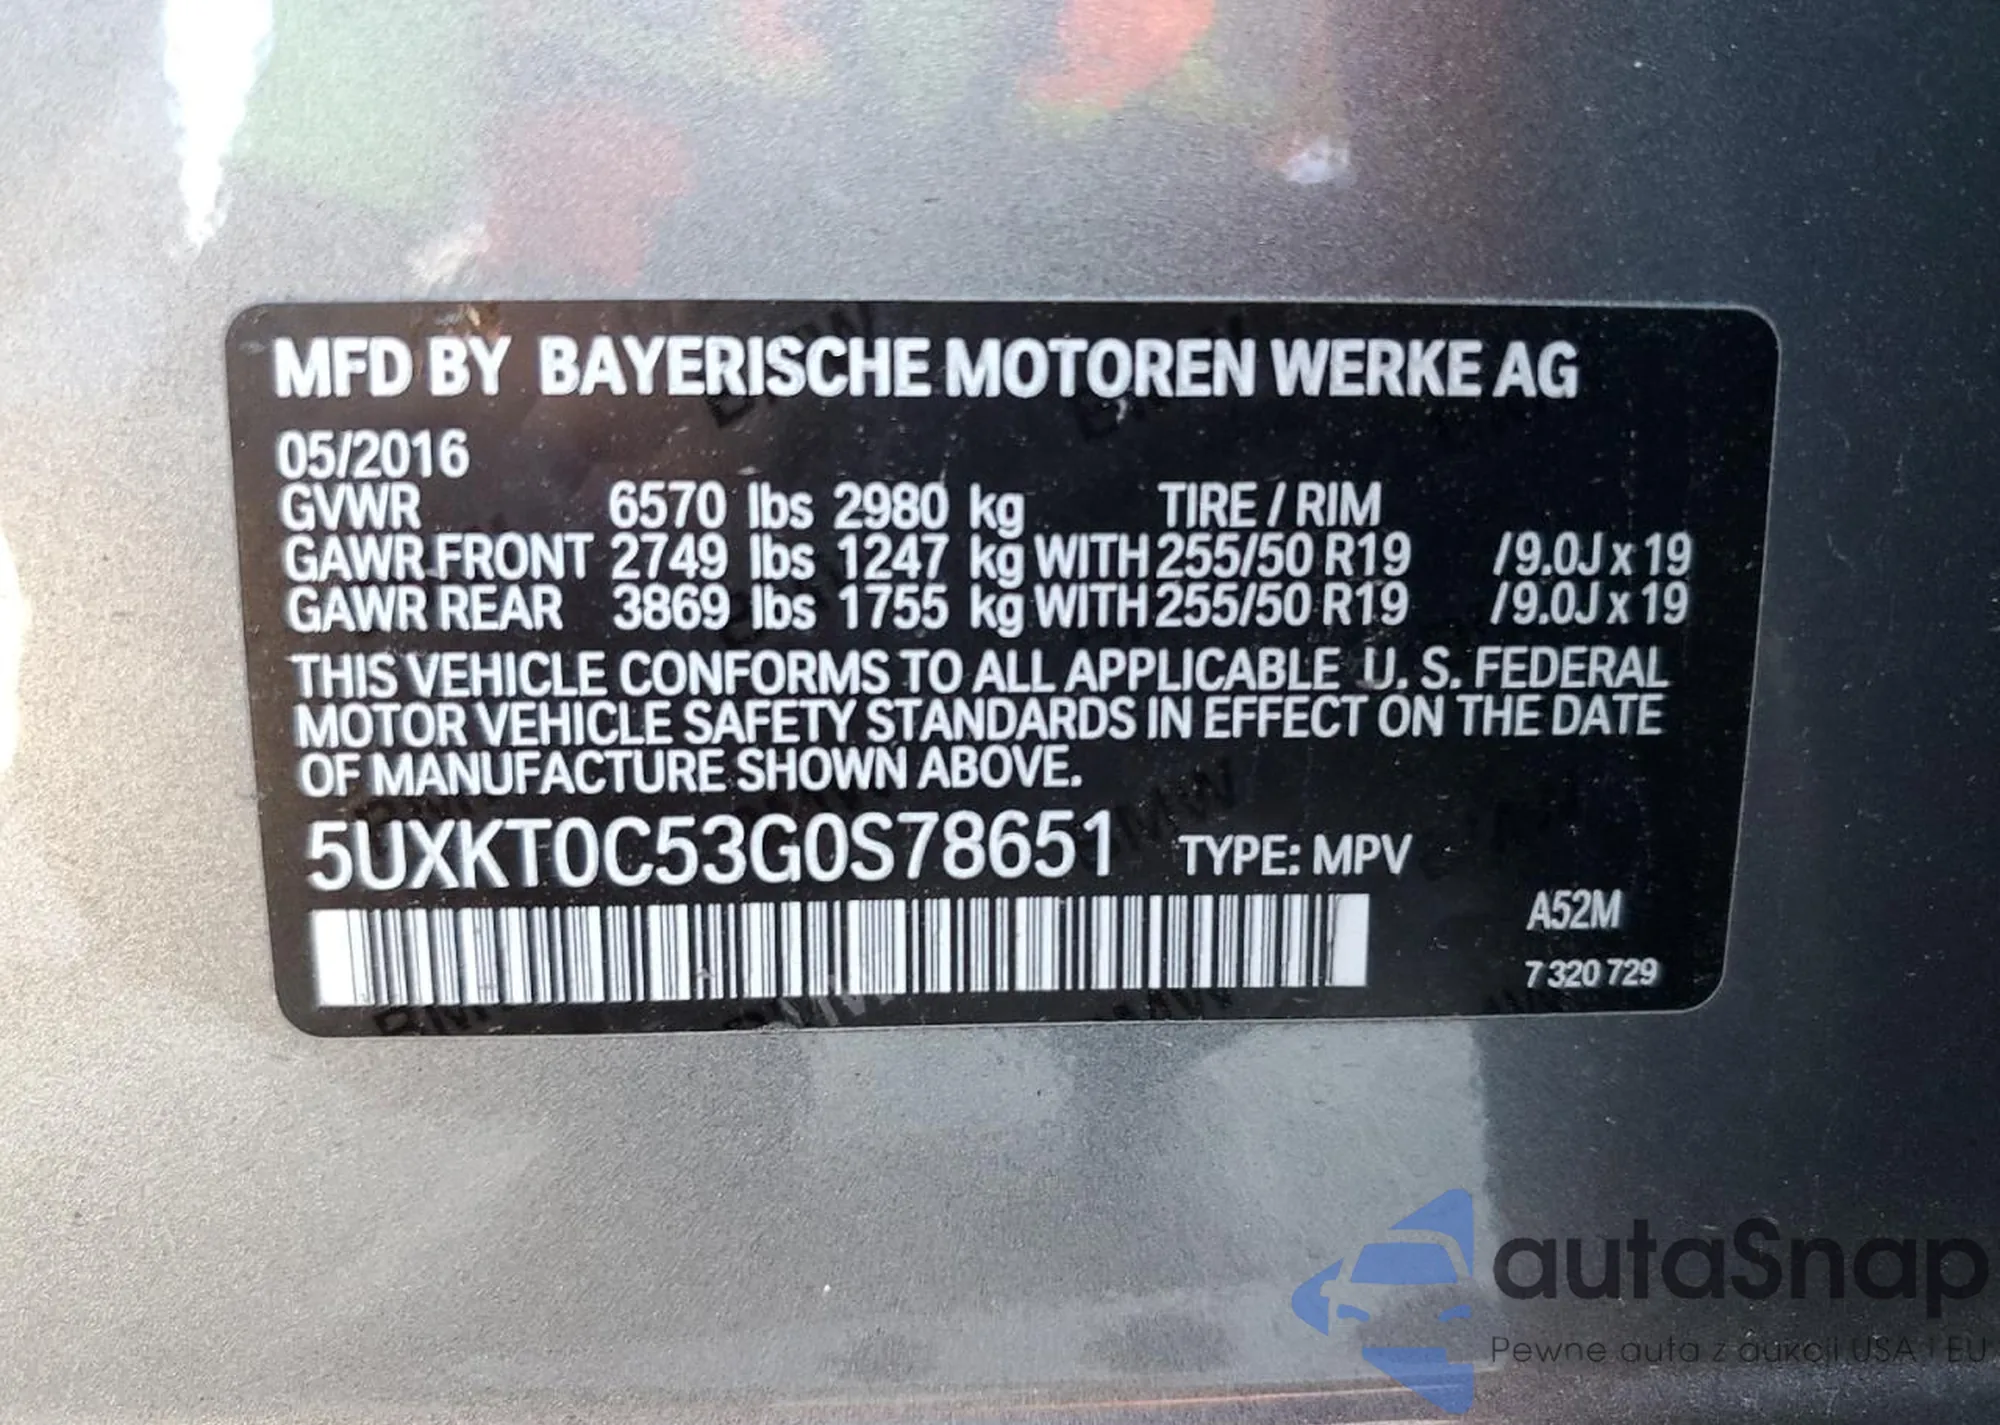 MFD BY BAYERISCHE MOTOREN WERKE AG
05/2016
GVWR 6570 lbs 2980 kg TIRE / RIM
GAWR FRONT 2749 lbs 1247 kg WITH 255/50 R19 /9.0J x 19
GAWR REAR 3869 lbs 1755 kg WITH 255/50 R19 /9.0J x 19
THIS VEHICLE CONFORMS TO ALL APPLICABLE U. S. FEDERAL
MOTOR VEHICLE SAFETY STANDARDS IN EFFECT ON THE DATE
OF MANUFACTURE SHOWN ABOVE.
5UXKT0C53G0S78651 TYPE: MPV
A52M
7 320 729
autaSnap
Pewne auta z aukcji USA i EU